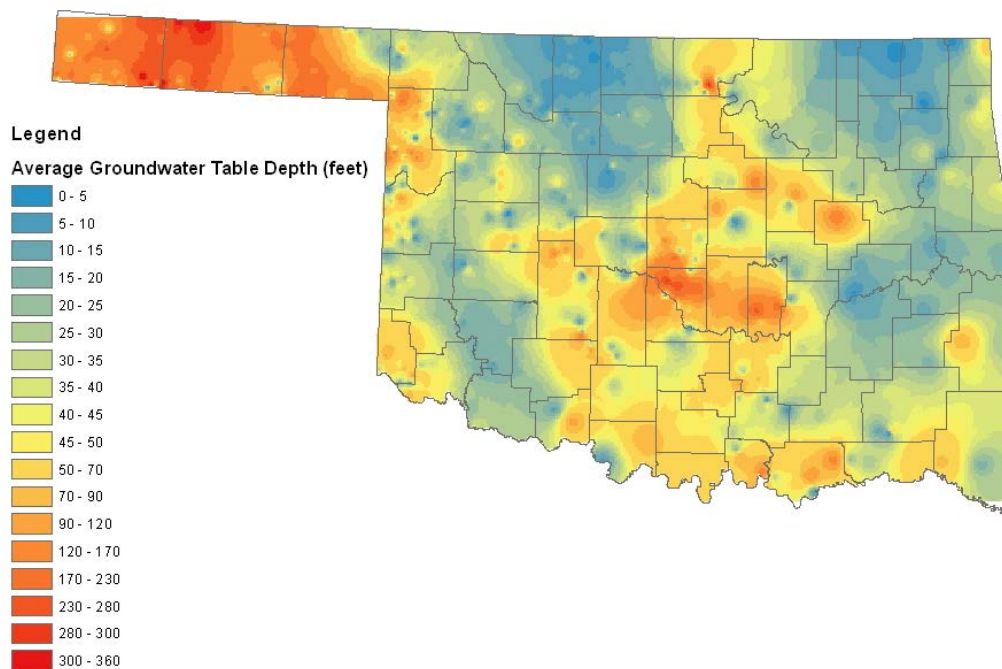 Legend
Average Groundwater Table Depth (feet)
0 - 5
5 - 10
10 - 15
15 - 20
20 - 25
25 - 30
30 - 35
35 - 40
40 - 45
45 - 50
50 - 70
70 - 90
90 - 120
120 - 170
170 - 230
230 - 280
280 - 300
300 - 360